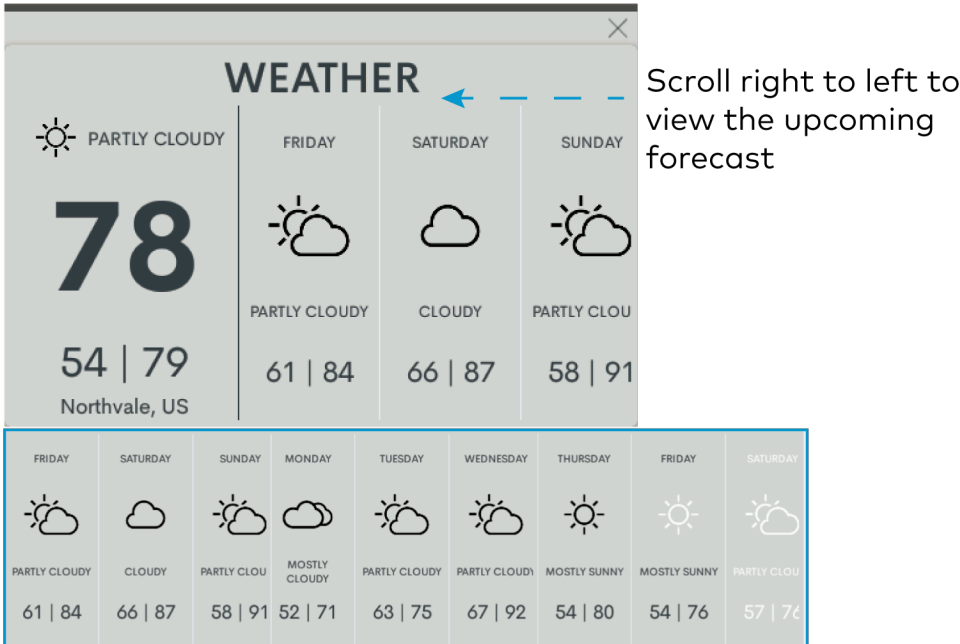 WEATHER
Scroll right to left to
view the upcoming
forecast
PARTLY CLOUDY
FRIDAY
SATURDAY
SUNDAY
78
PARTLY CLOUDY
CLOUDY
PARTLY CLOU
54 | 79
61 | 84
66 | 87
58 | 91
Northvale, US
FRIDAY SATURDAY SUNDAY MONDAY TUESDAY WEDNESDAY THURSDAY FRIDAY SATURDAY
PARTLY CLOUDY CLOUDY PARTLY CLOU MOSTLY CLOUDY PARTLY CLOUDY PARTLY CLOUDY MOSTLY SUNNY MOSTLY SUNNY PARTLY CLOU
61 | 84 66 | 87 58 | 91 52 | 71 63 | 75 67 | 92 54 | 80 54 | 76 57 | 76